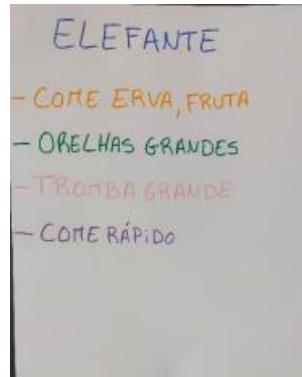 ELEFANTE
- COME ERVA, FRUTA
- ORELHAS GRANDES
- TROMBA GRANDE
- COME RÁPIDO